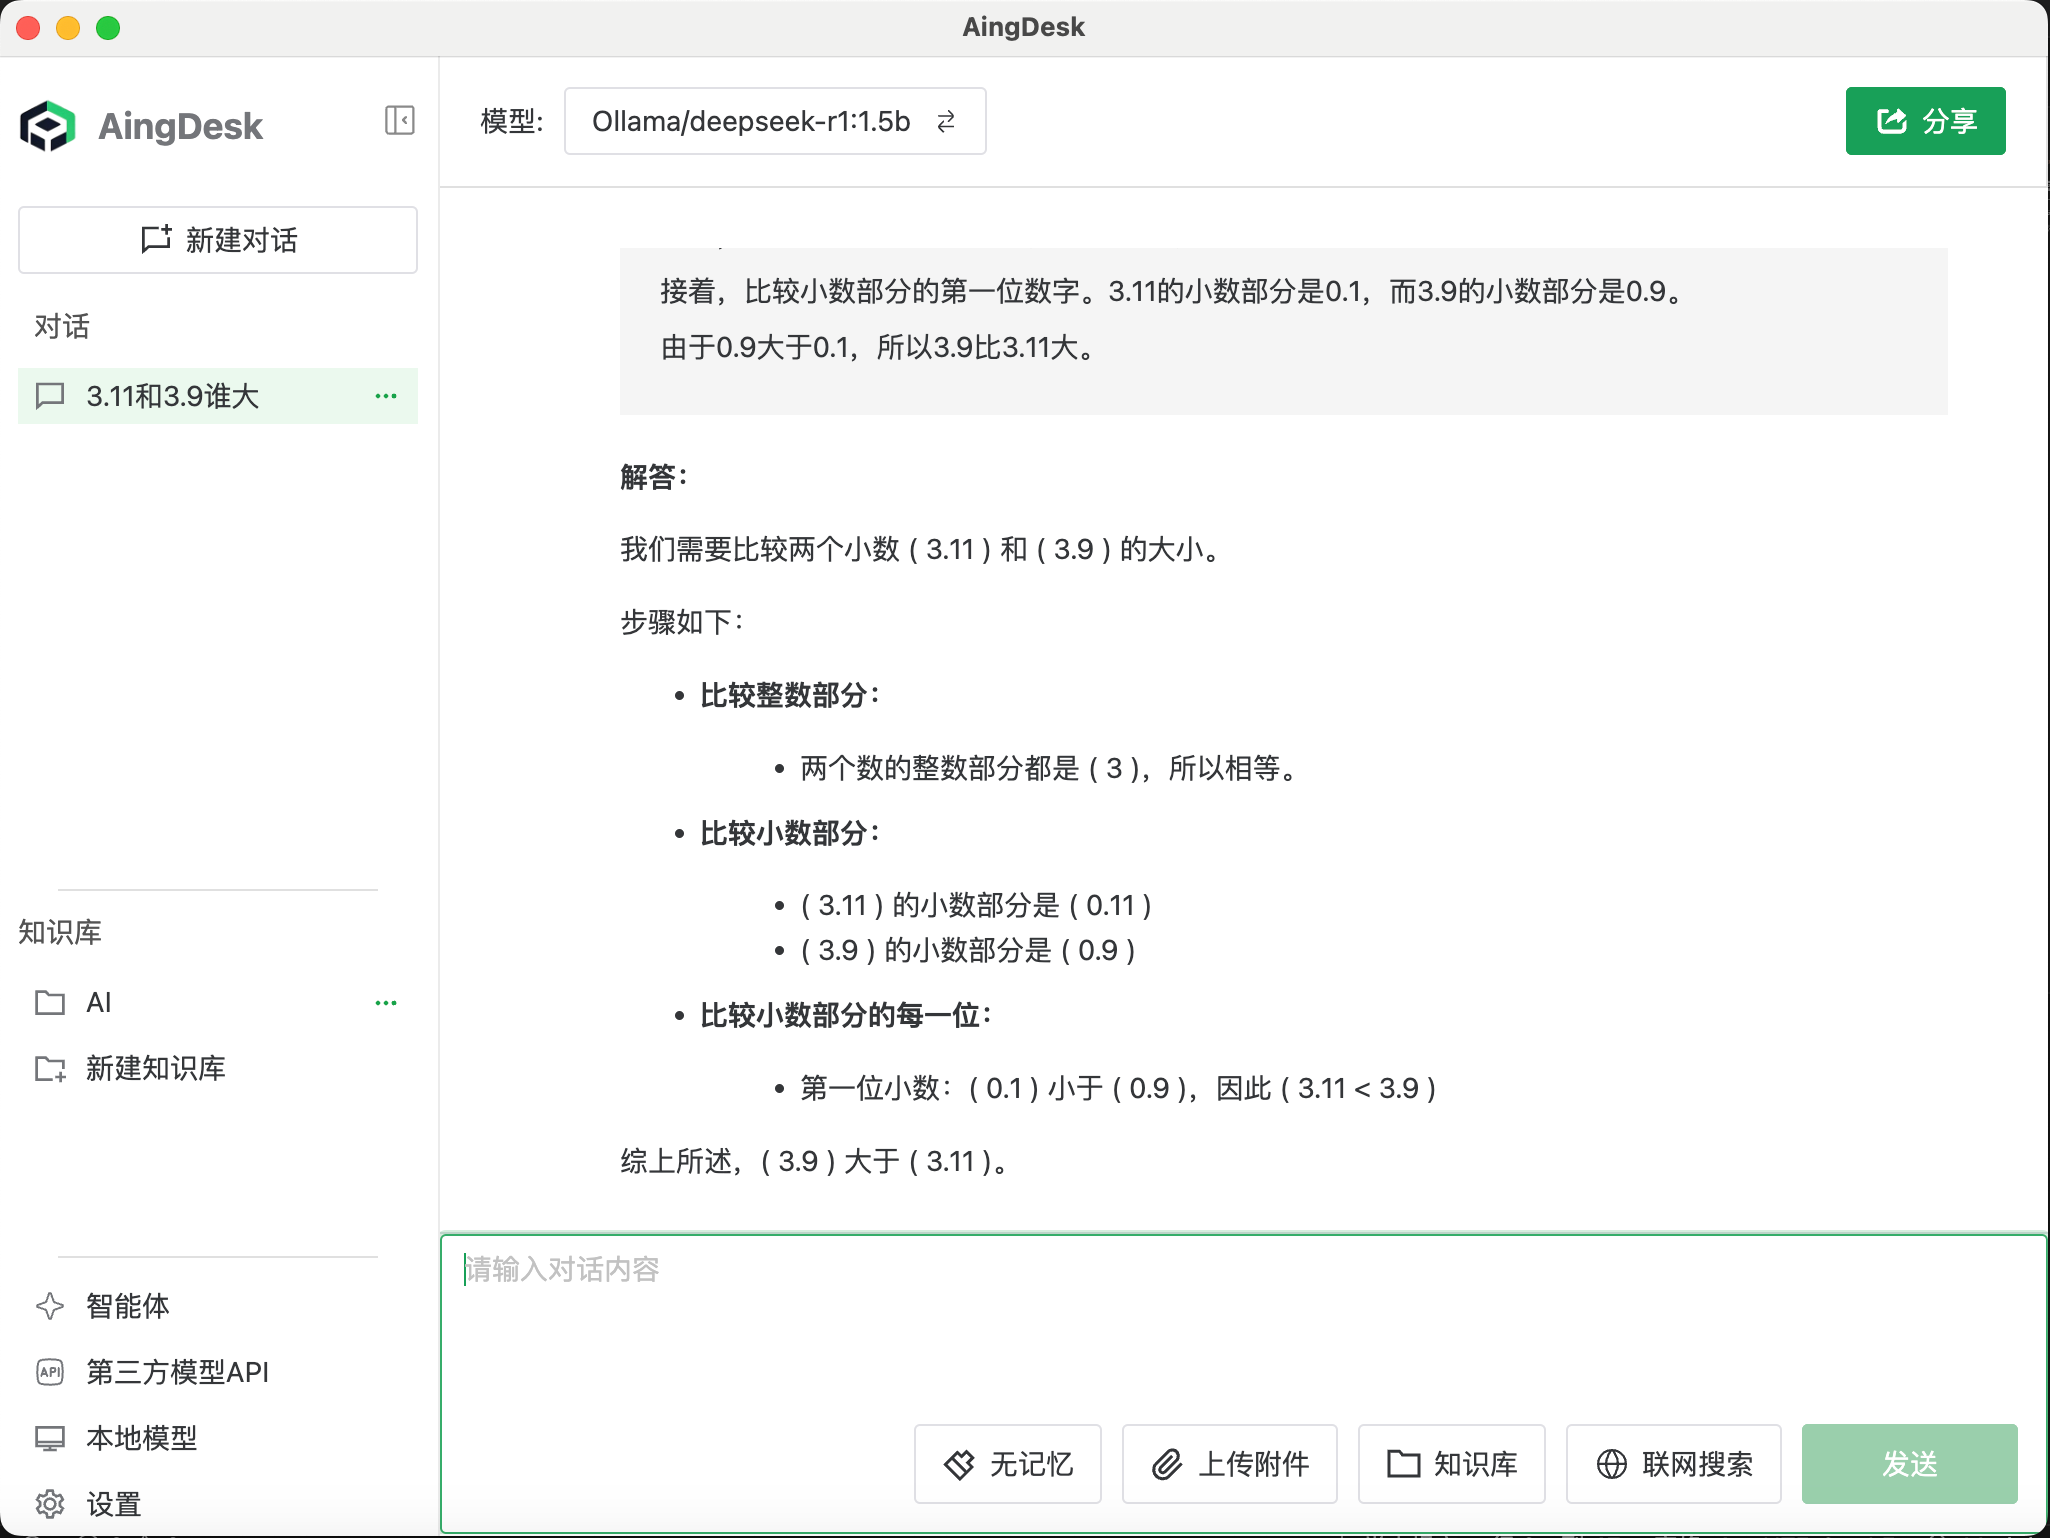 AingDesk
AingDesk
新建对话
对话
3.11和3.9谁大
知识库
AI
新建知识库
智能体
API
第三方模型API
本地模型
设置
模型:
Ollama/deepseek-r1:1.5b
分享
接着，比较小数部分的第一位数字。3.11的小数部分是0.1，而3.9的小数部分是0.9。
由于0.9大于0.1，所以3.9比3.11大。
解答：
我们需要比较两个小数 ( 3.11 ) 和 ( 3.9 ) 的大小。
步骤如下：
• 比较整数部分：
• 两个数的整数部分都是 ( 3 )，所以相等。
• 比较小数部分：
• ( 3.11 ) 的小数部分是 ( 0.11 )
• ( 3.9 ) 的小数部分是 ( 0.9 )
• 比较小数部分的每一位：
• 第一位小数：( 0.1 ) 小于 ( 0.9 )，因此 ( 3.11 < 3.9 )
综上所述，( 3.9 ) 大于 ( 3.11 )。
请输入对话内容
无记忆
上传附件
知识库
联网搜索
发送